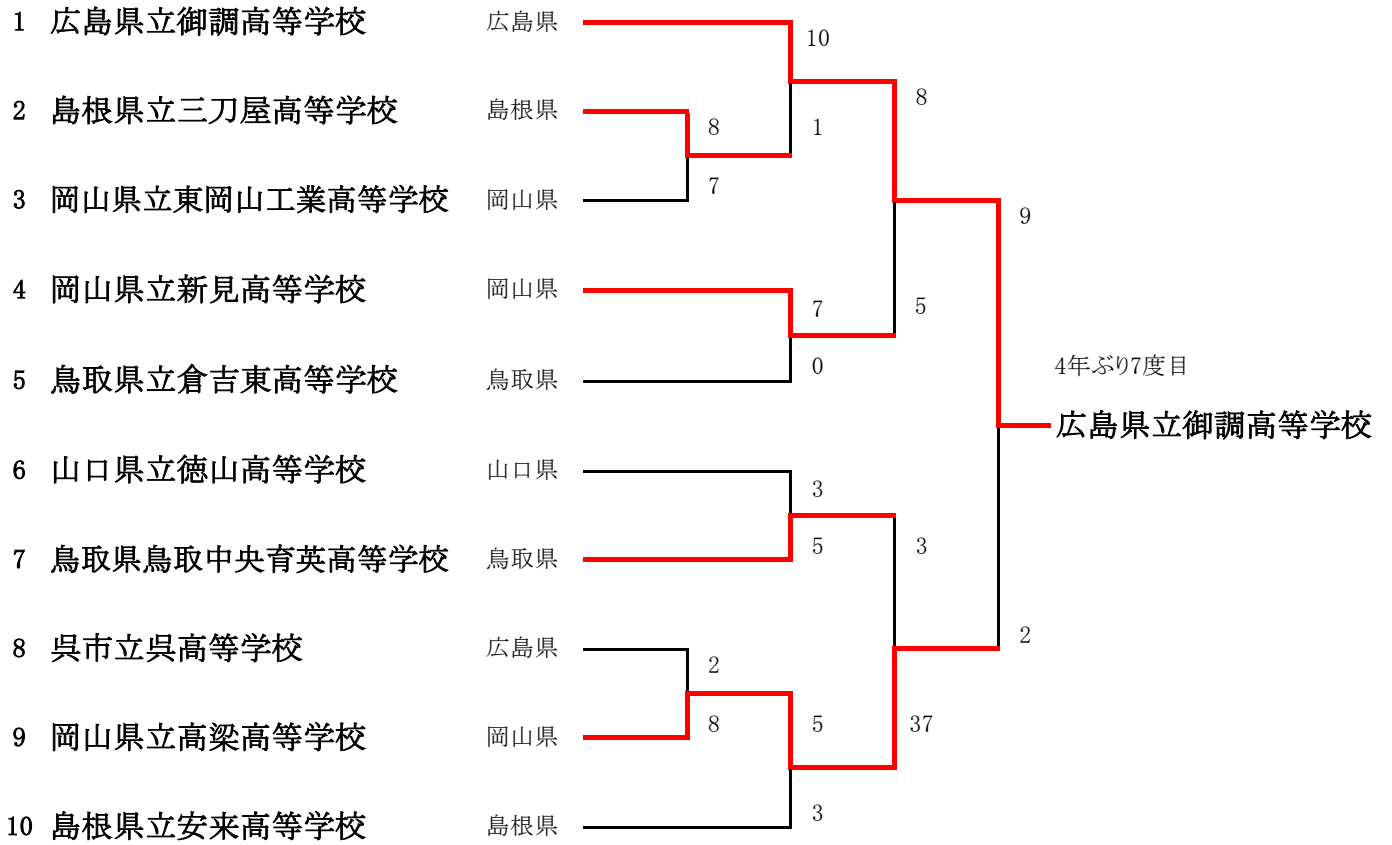 1 広島県立御調高等学校 広島県
10
8
2 島根県立三刀屋高等学校 島根県
8
1
7
3 岡山県立東岡山工業高等学校 岡山県
9
4 岡山県立新見高等学校 岡山県
7
5
0
5 鳥取県立倉吉東高等学校 鳥取県
4年ぶり7度目
広島県立御調高等学校
6 山口県立徳山高等学校 山口県
3
5
3
7 鳥取県鳥取中央育英高等学校 鳥取県
2
8 呉市立呉高等学校 広島県
2
8
5
37
9 岡山県立高梁高等学校 岡山県
3
10 島根県立安来高等学校 島根県